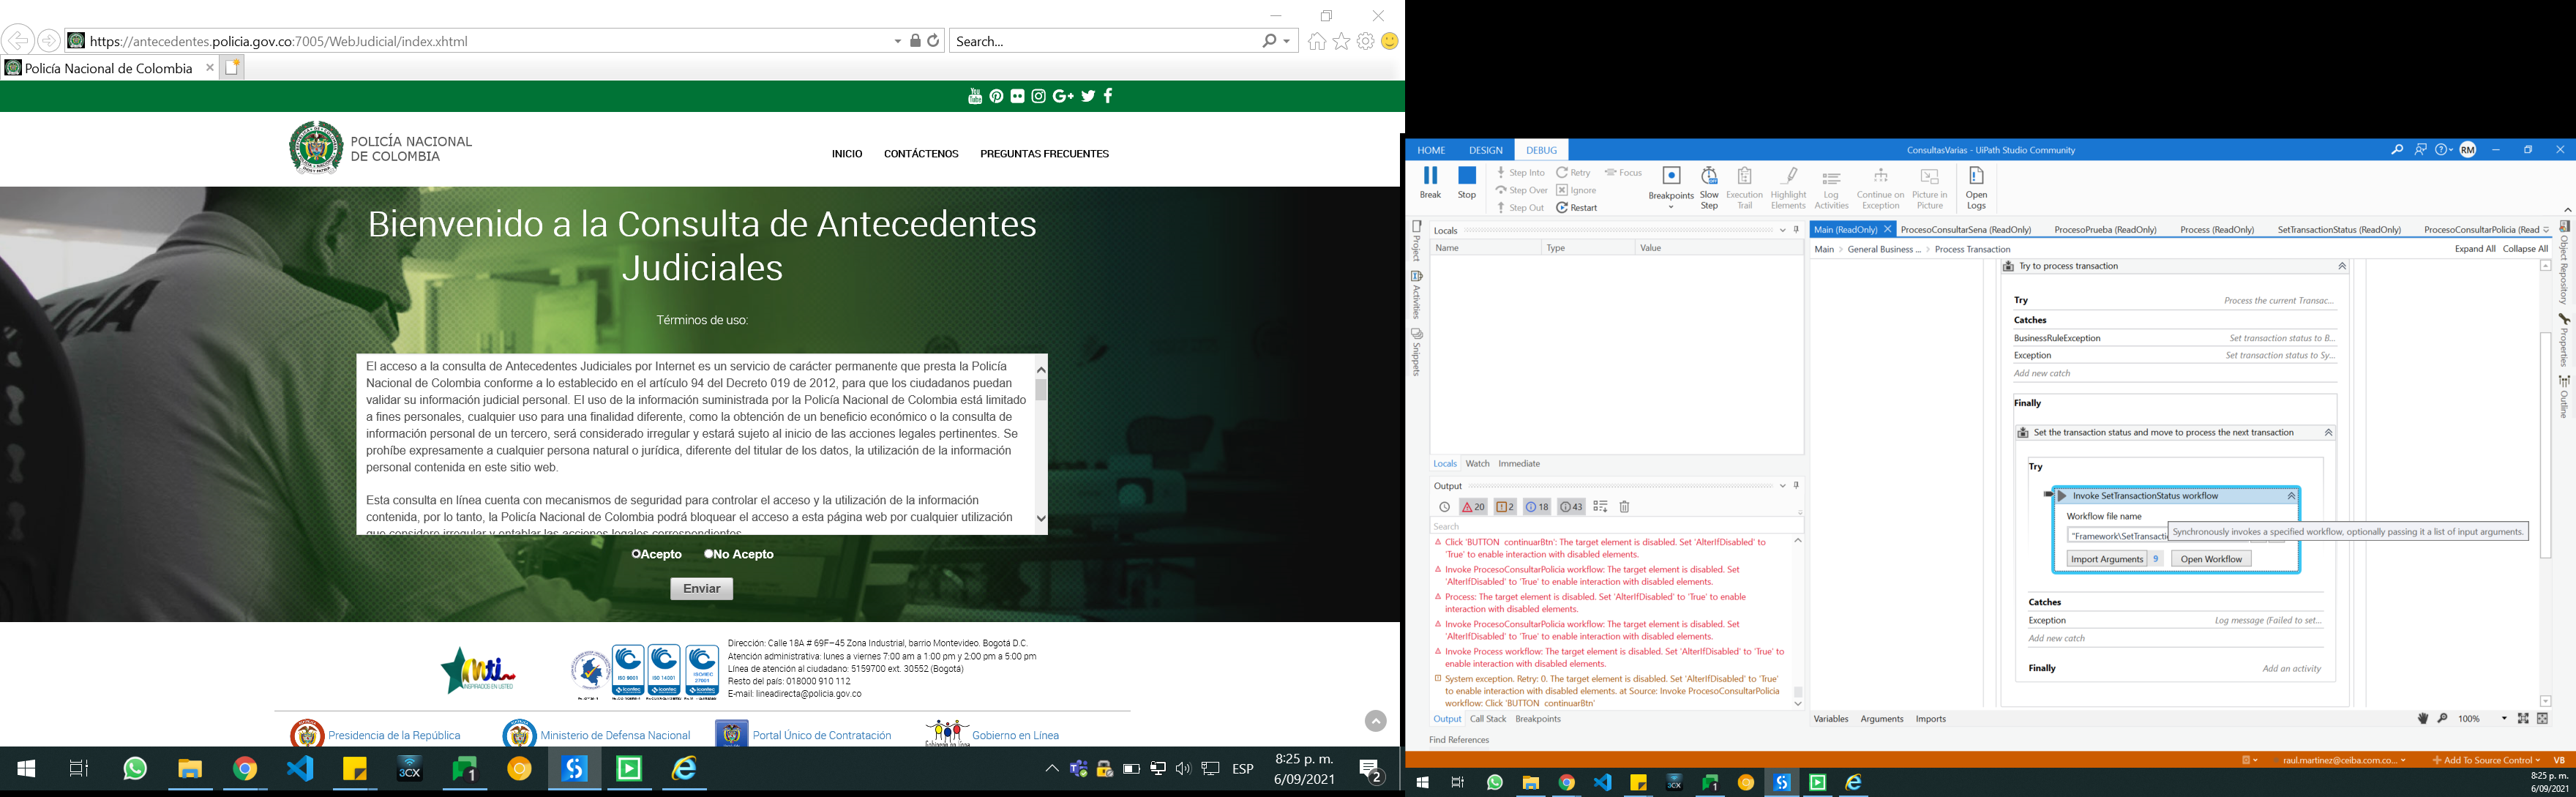 https://antecedentes.policia.gov.co:7005/WebJudicial/index.xhtml
Search...
Policía Nacional de Colombia
POLICÍA NACIONAL
DE COLOMBIA
INICIO CONTÁCTENOS PREGUNTAS FRECUENTES
Bienvenido a la Consulta de Antecedentes
Judiciales
Términos de uso:
El acceso a la consulta de Antecedentes Judiciales por Internet es un servicio de carácter permanente que presta la Policía
Nacional de Colombia conforme a lo establecido en el artículo 94 del Decreto 019 de 2012, para que los ciudadanos puedan
validar su información judicial personal. El uso de la información suministrada por la Policía Nacional de Colombia está limitado
a fines personales, cualquier uso para una finalidad diferente, como la obtención de un beneficio económico o la consulta de
información personal de un tercero, será considerado irregular y estará sujeto al inicio de las acciones legales pertinentes. Se
prohíbe expresamente a cualquier persona natural o jurídica, diferente del titular de los datos, la utilización de la información
personal contenida en este sitio web.
Esta consulta en línea cuenta con mecanismos de seguridad para controlar el acceso y la utilización de la información
contenida, por lo tanto, la Policía Nacional de Colombia podrá bloquear el acceso a esta página web por cualquier utilización
que considere irregular y entablar las acciones legales correspondientes
Acepto No Acepto
Enviar
Dirección: Calle 18A # 69F–45 Zona Industrial, barrio Montevideo. Bogotá D.C.
Atención administrativa: lunes a viernes 7:00 am a 1:00 pm y 2:00 pm a 5:00 pm
Línea de atención al ciudadano: 5159700 ext. 30552 (Bogotá)
Resto del país: 018000 910 112
E-mail: lineadirecta@policia.gov.co
INSPIRADOS EN USTED
ISO 9001 ISO 14001
icontec icontec icontec
Presidencia de la República
Ministerio de Defensa Nacional
Portal Único de Contratación
Gobierno en Línea
3CX
1
ESP
8:25 p. m.
6/09/2021
2
HOME DESIGN DEBUG
ConsultasVarias - UiPath Studio Community
RM
Break Stop
Step Into Retry Focus
Step Over Ignore
Step Out Restart
Breakpoints
Slow Step
Execution Trail
Highlight Elements
Log Activities
Continue on Exception
Picture in Picture
Open Logs
Project
Activities
Snippets
Locals
Name Type Value
Locals Watch Immediate
Output
20 2 18 43
Search
Click 'BUTTON continuarBtn': The target element is disabled. Set 'AlterIfDisabled' to
'True' to enable interaction with disabled elements.
Invoke ProcesoConsultarPolicia workflow: The target element is disabled. Set
'AlterIfDisabled' to 'True' to enable interaction with disabled elements.
Process: The target element is disabled. Set 'AlterIfDisabled' to 'True' to enable
interaction with disabled elements.
Invoke ProcesoConsultarPolicia workflow: The target element is disabled. Set
'AlterIfDisabled' to 'True' to enable interaction with disabled elements.
Invoke Process workflow: The target element is disabled. Set 'AlterIfDisabled' to 'True' to
enable interaction with disabled elements.
System exception. Retry: 0. The target element is disabled. Set 'AlterIfDisabled' to 'True'
to enable interaction with disabled elements. at Source: Invoke ProcesoConsultarPolicia
workflow: Click 'BUTTON continuarBtn'
Output Call Stack Breakpoints
Find References
Main (ReadOnly) ProcesoConsultarSena (ReadOnly) ProcesoPrueba (ReadOnly) Process (ReadOnly) SetTransactionStatus (ReadOnly) ProcesoConsultarPolicia (Read
Main > General Business ... > Process Transaction
Expand All Collapse All
Try to process transaction
Try Process the current Transac...
Catches
BusinessRuleException Set transaction status to B...
Exception Set transaction status to Sy...
Add new catch
Finally
Set the transaction status and move to process the next transaction
Try
Invoke SetTransactionStatus workflow
Workflow file name
"Framework\SetTransacti
Synchronously invokes a specified workflow, optionally passing it a list of input arguments.
Import Arguments 9 Open Workflow
Catches
Exception Log message (Failed to set...
Add new catch
Finally Add an activity
Variables Arguments Imports
100%
Object Repository
Properties
Outline
raul.martinez@ceiba.com.co...
Add To Source Control
VB
3CX
1
8:25 p. m.
6/09/2021